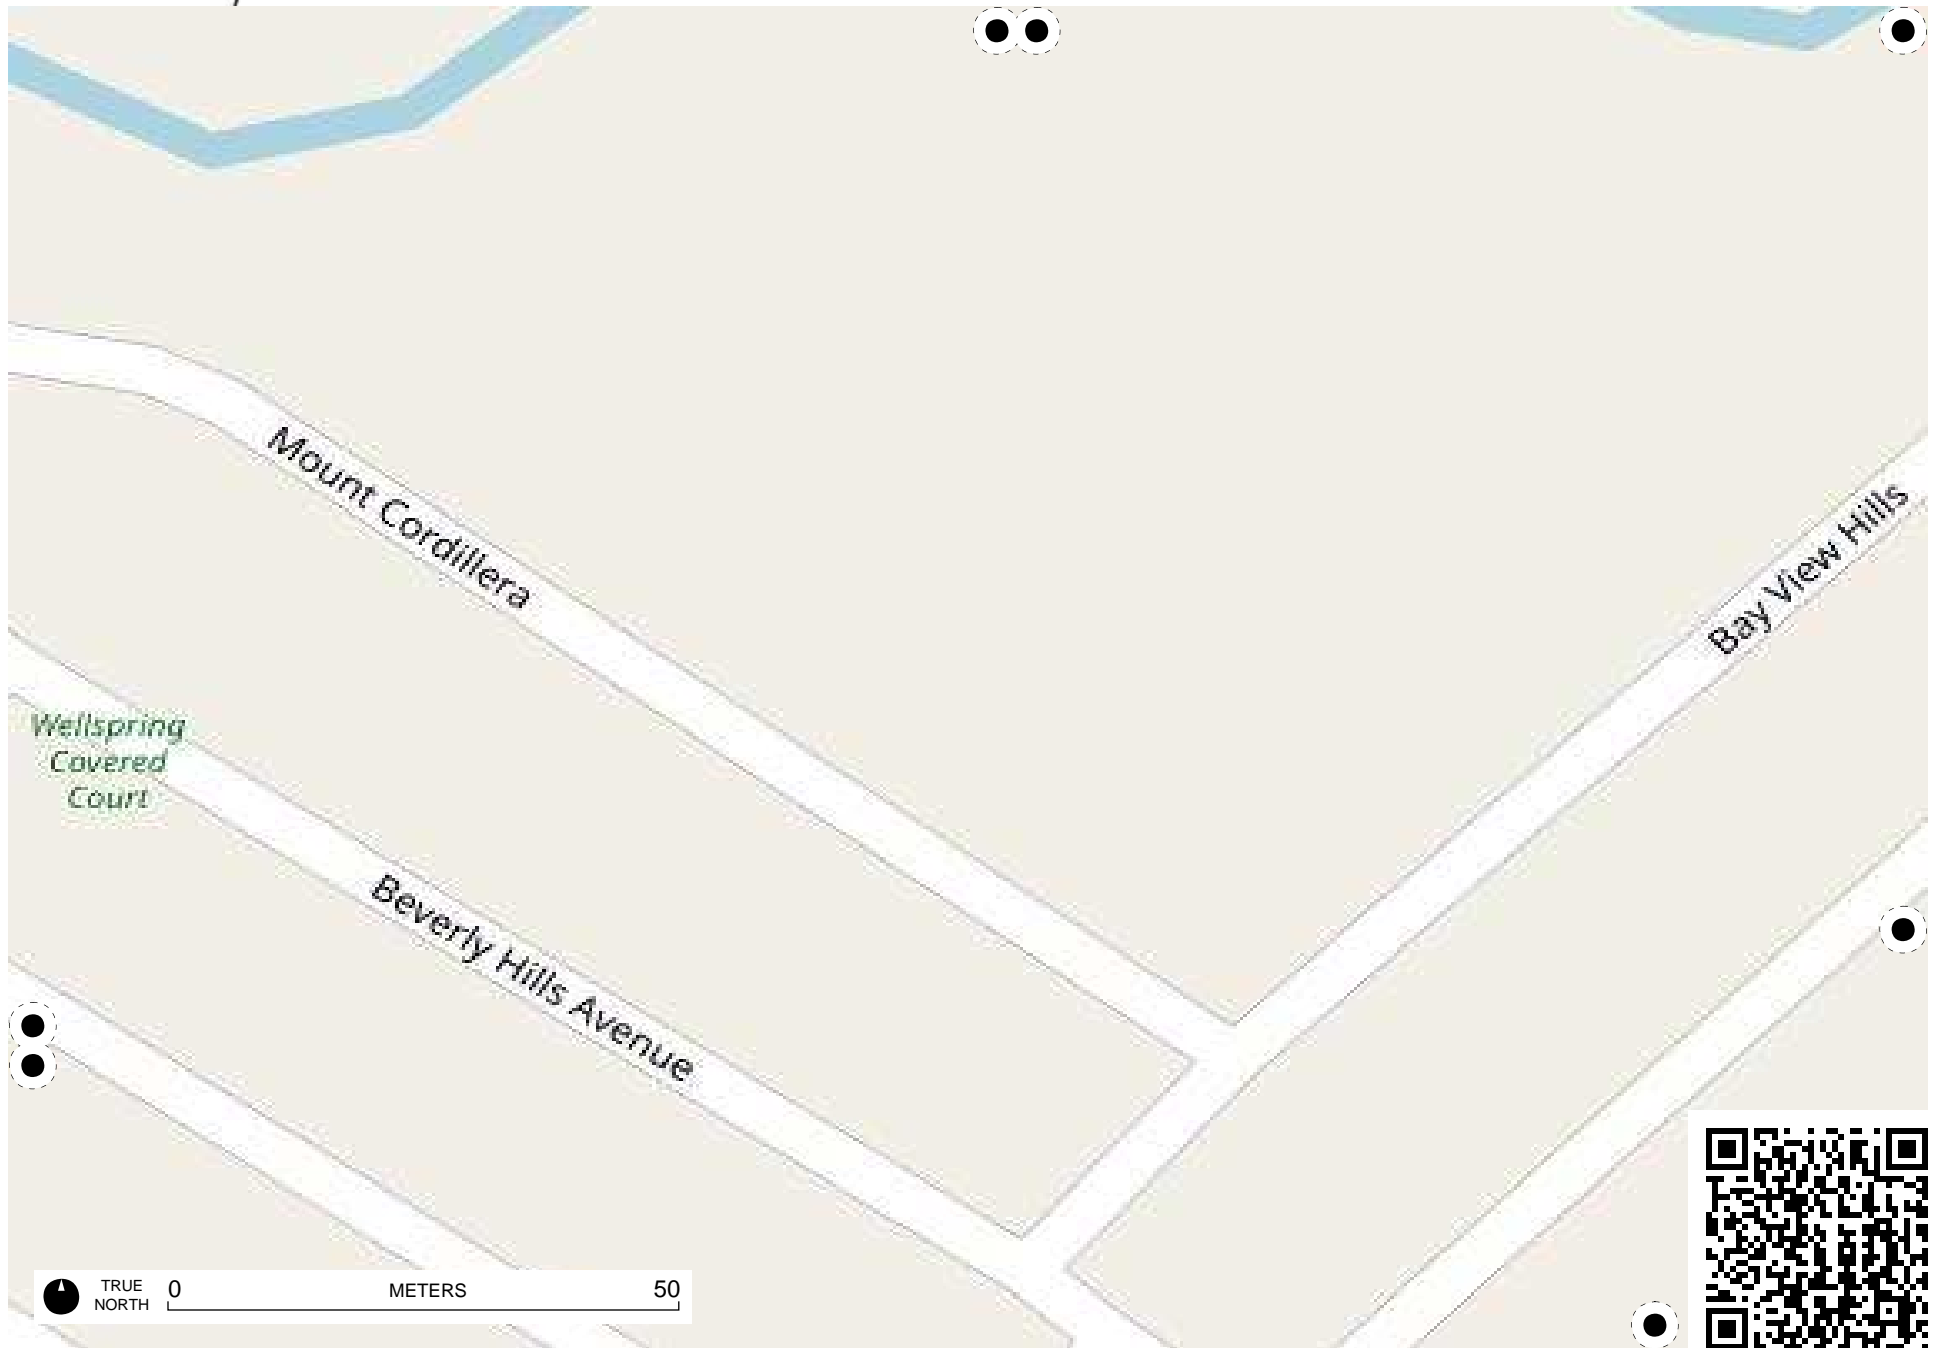 Mount Cordillera
Bay View Hills
Wellspring
Covered
Court
Beverly Hills Avenue
TRUE
NORTH
0 METERS 50